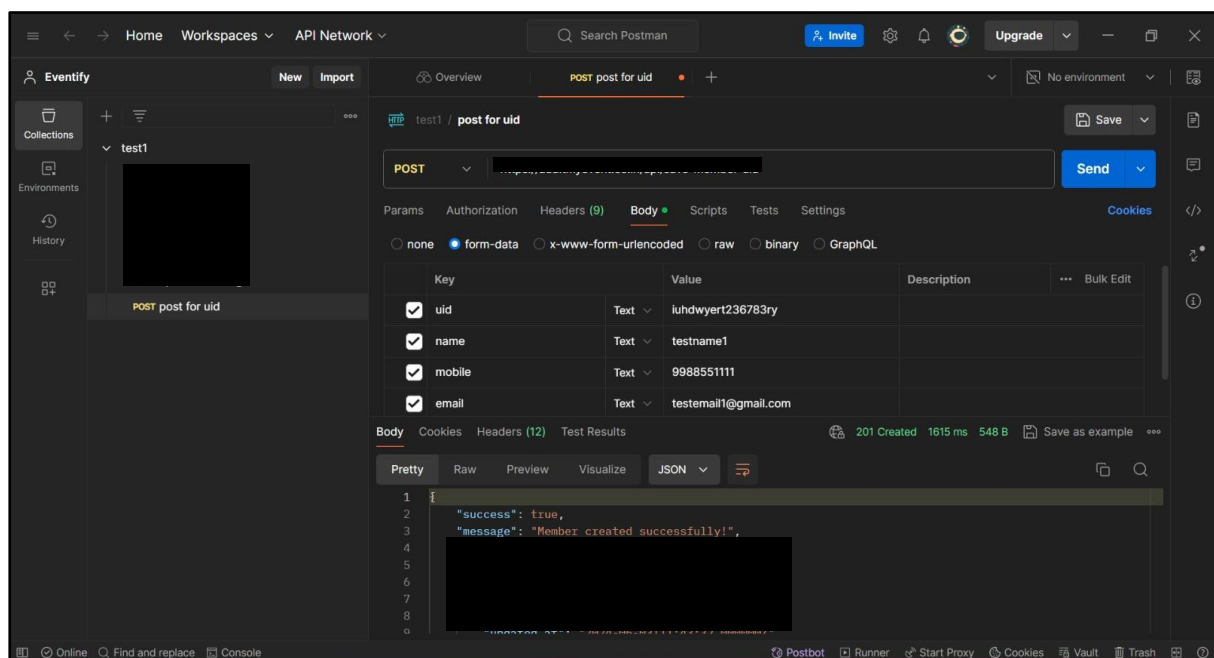 Home Workspaces API Network Search Postman Invite Upgrade
Eventify New Import Overview POST post for uid No environment
Collections
test1 / post for uid Save
test1
POST Send
Environments
Params Authorization Headers (9) Body Scripts Tests Settings Cookies
History
none form-data x-www-form-urlencoded raw binary GraphQL
Key Value Description Bulk Edit
POST post for uid
uid Text iuhdwyert236783ry
name Text testname1
mobile Text 9988551111
email Text testemail1@gmail.com
Body Cookies Headers (12) Test Results 201 Created 1615 ms 548 B Save as example
Pretty Raw Preview Visualize JSON
1 {
2 "success": true,
3 "message": "Member created successfully!",
4
5
6
7
8
9
Online Find and replace Console Postbot Runner Start Proxy Cookies Vault Trash